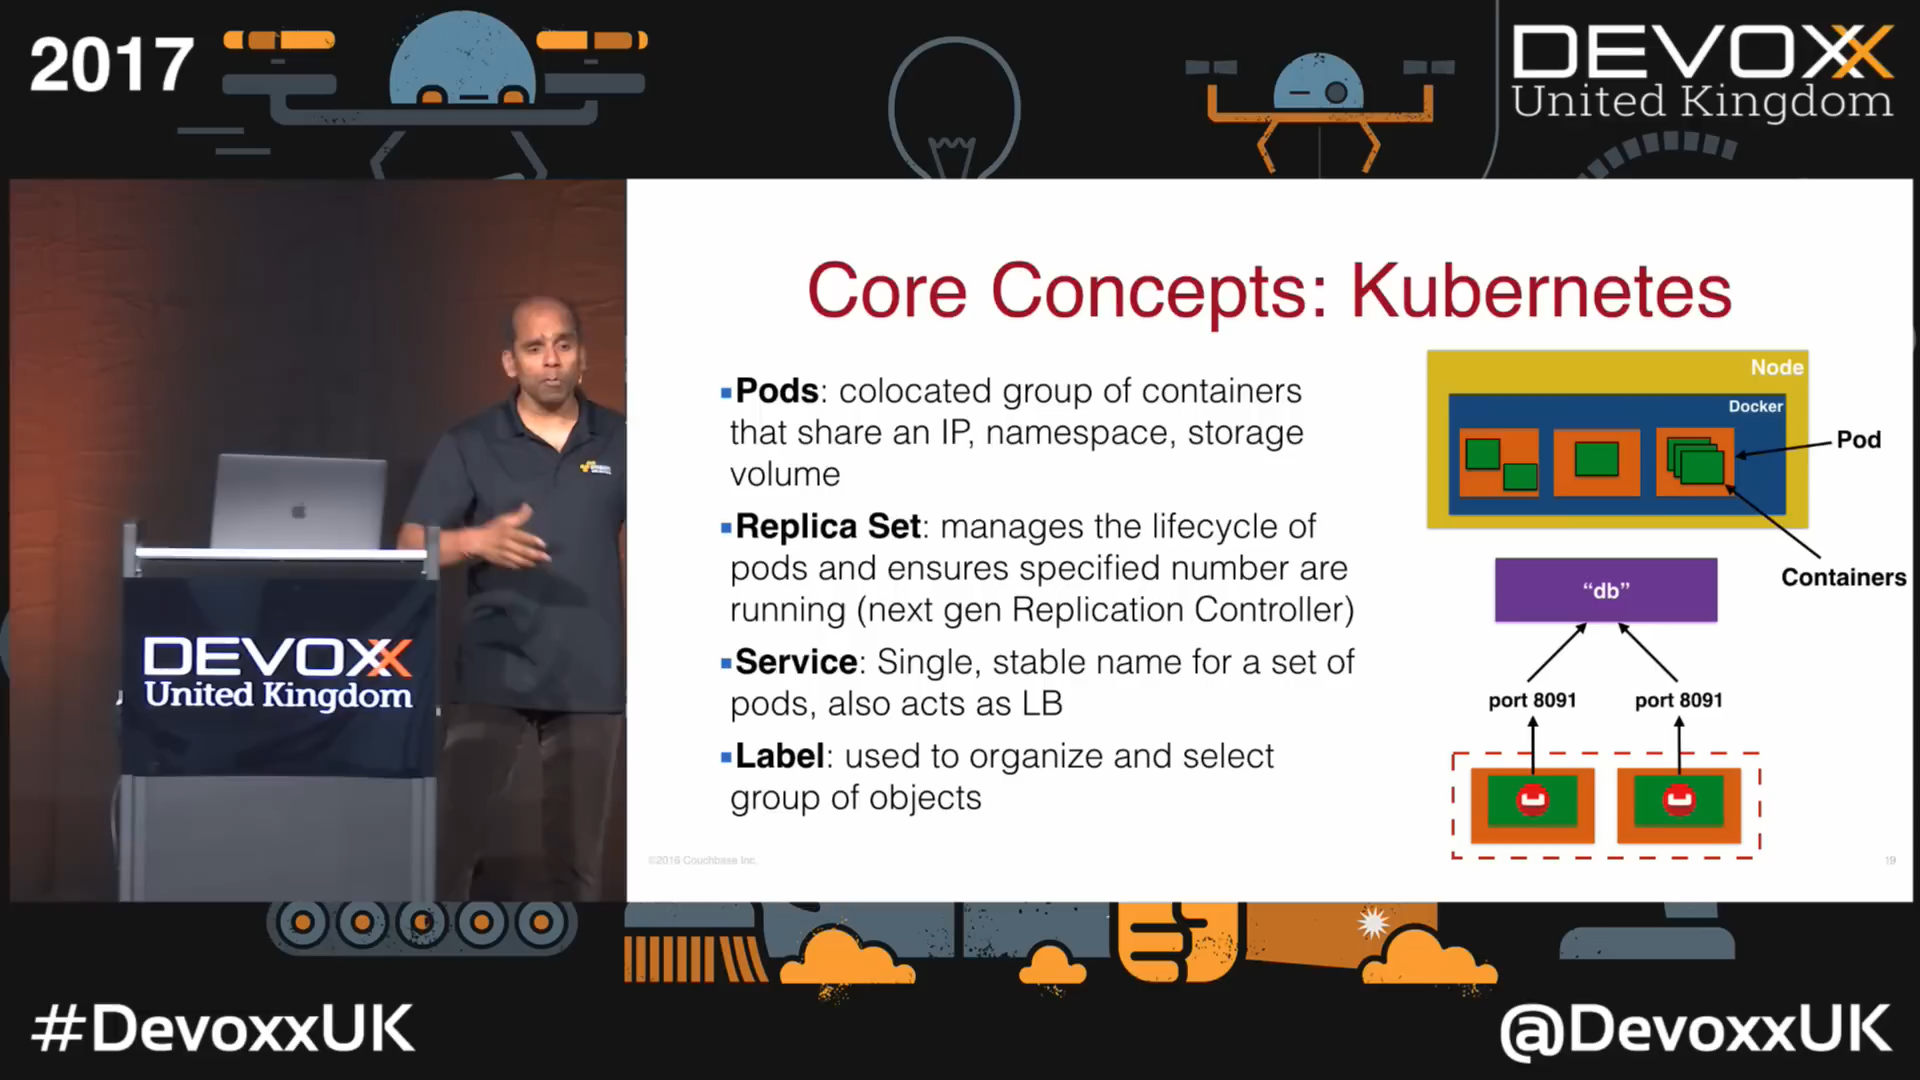 2017
DEVOXX
United Kingdom
DEVOXX
United Kingdom
Core Concepts: Kubernetes
Pods: colocated group of containers
that share an IP, namespace, storage
volume
Replica Set: manages the lifecycle of
pods and ensures specified number are
running (next gen Replication Controller)
Service: Single, stable name for a set of
pods, also acts as LB
Label: used to organize and select
group of objects
Node
Docker
Pod
Containers
“db”
port 8091
port 8091
©2016 Couchbase Inc.
19
#DevoxxUK
@DevoxxUK